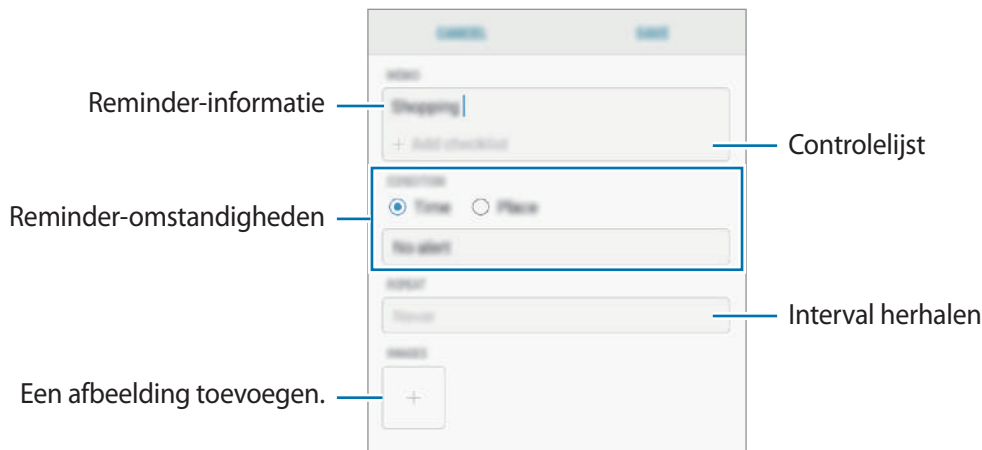 CANCEL
SAVE
MEMO
Reminder-informatie
Shopping
+ Add checklist
Controlelijst
CONDITION
Reminder-omstandigheden
Time
Place
No alert
REPEAT
Never
Interval herhalen
IMAGES
Een afbeelding toevoegen.
+